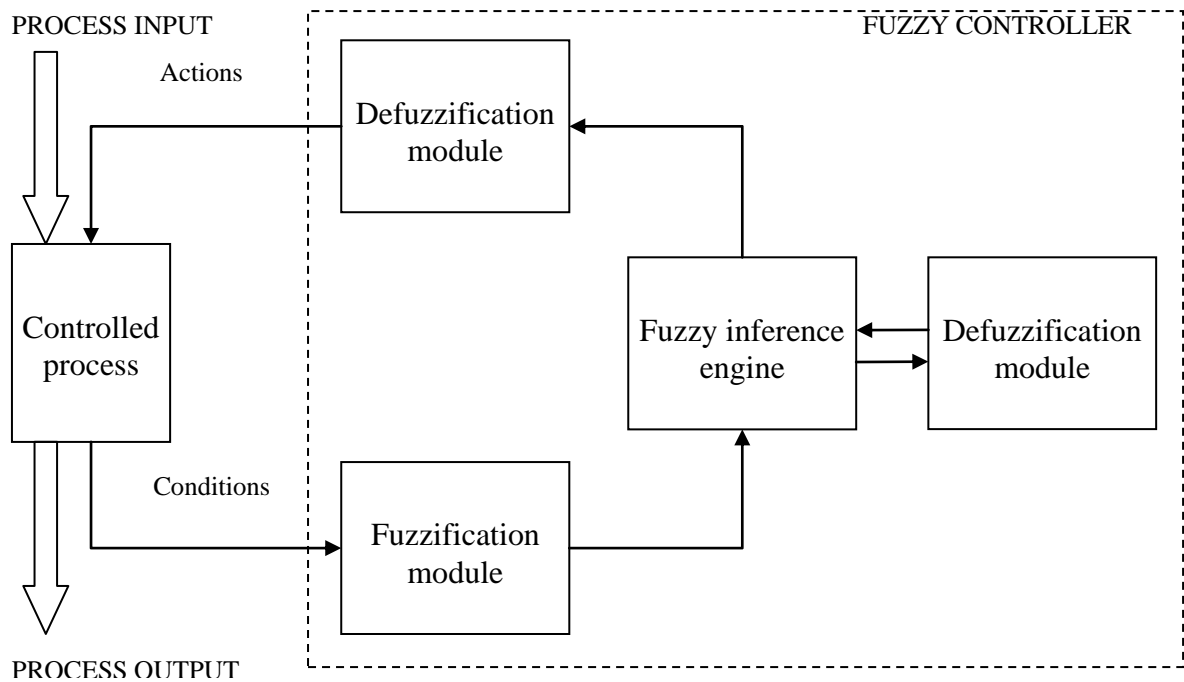 PROCESS INPUT
FUZZY CONTROLLER
Actions
Defuzzification
module
Controlled
process
Fuzzy inference
engine
Defuzzification
module
Conditions
Fuzzification
module
PROCESS OUTPUT